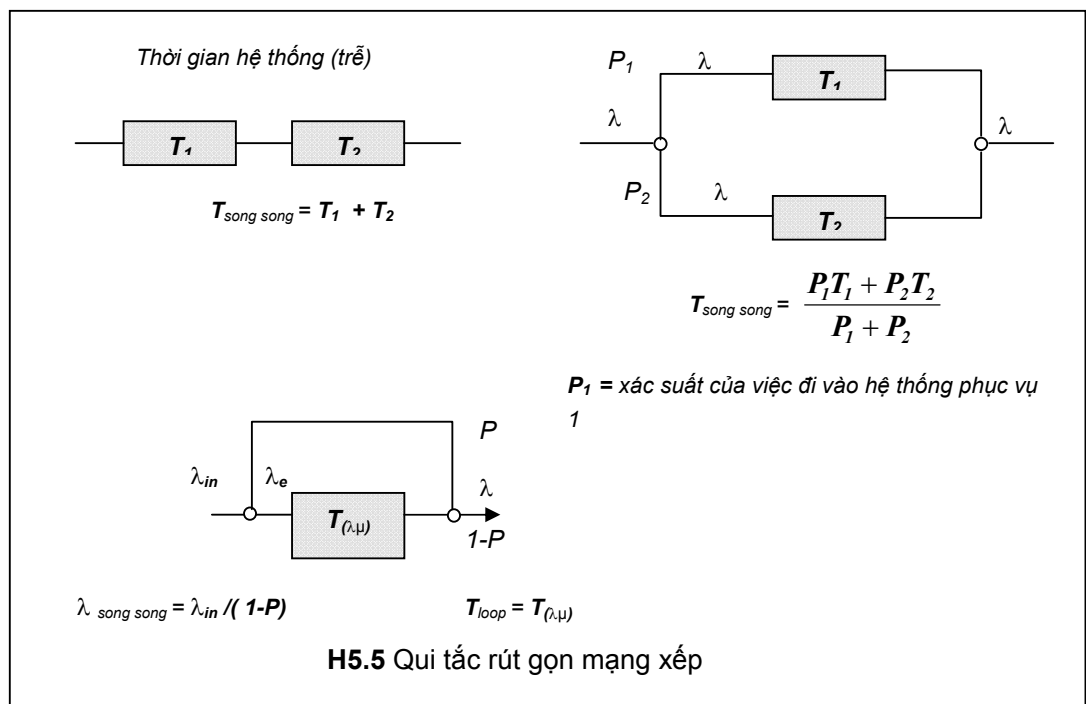 Thời gian hệ thống (trễ)
T₁ T₂
T song song = T₁ + T₂
P₁ λ
T₁
λ λ
P₂ λ
T₂
T song song = (P₁T₁ + P₂T₂) / (P₁ + P₂)
P₁ = xác suất của việc đi vào hệ thống phục vụ
1
P
λin λe λ
T(λμ)
1-P
λ song song = λin /( 1-P) Tloop = T(λμ)
H5.5 Qui tắc rút gọn mạng xếp